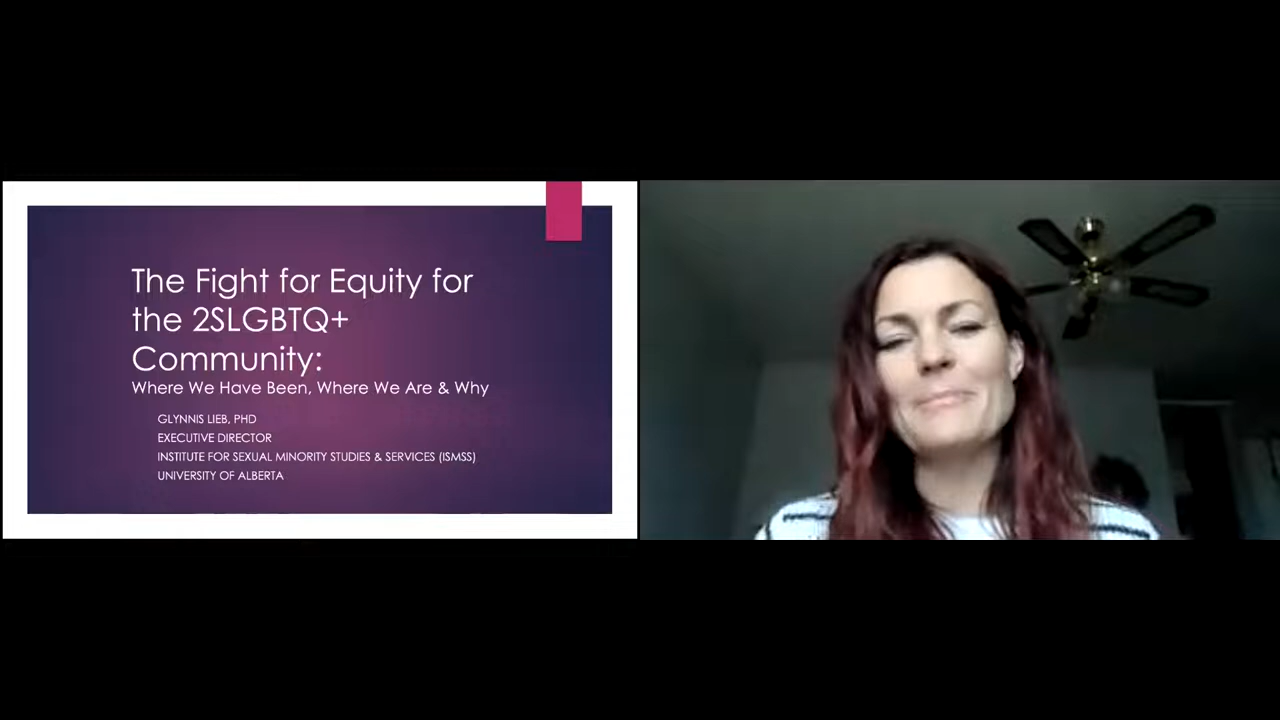 The Fight for Equity for
the 2SLGBTQ+
Community:
Where We Have Been, Where We Are & Why
GLYNNIS LIEB, PHD
EXECUTIVE DIRECTOR
INSTITUTE FOR SEXUAL MINORITY STUDIES & SERVICES (ISMSS)
UNIVERSITY OF ALBERTA